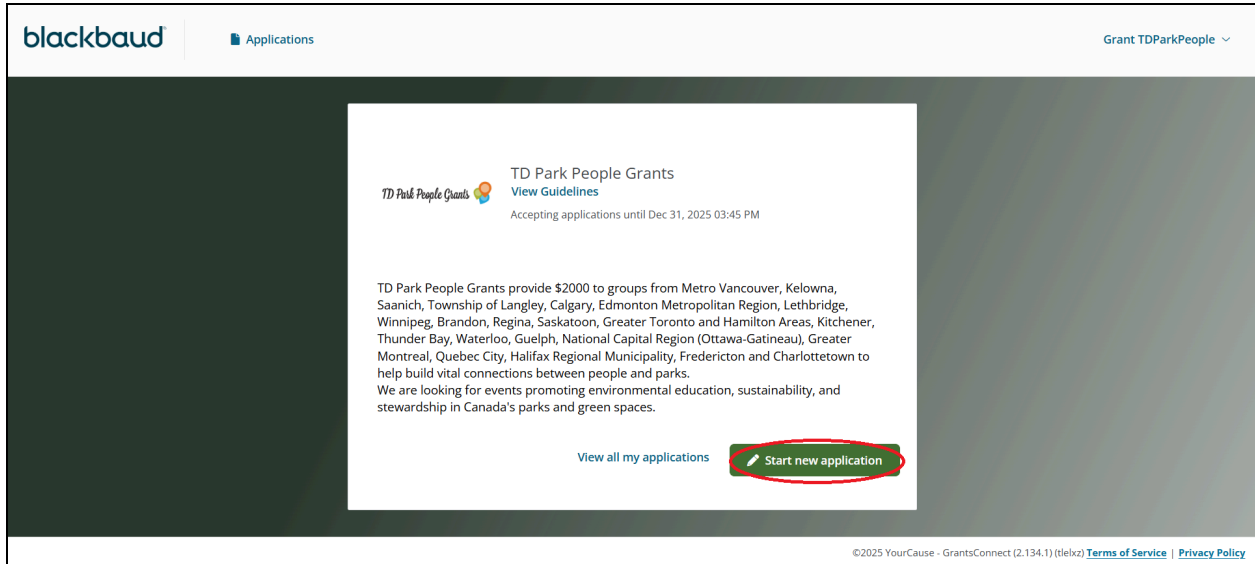 blackbaud
Applications
Grant TDParkPeople
TD Park People Grants
TD Park People Grants
View Guidelines
Accepting applications until Dec 31, 2025 03:45 PM
TD Park People Grants provide $2000 to groups from Metro Vancouver, Kelowna,
Saanich, Township of Langley, Calgary, Edmonton Metropolitan Region, Lethbridge,
Winnipeg, Brandon, Regina, Saskatoon, Greater Toronto and Hamilton Areas, Kitchener,
Thunder Bay, Waterloo, Guelph, National Capital Region (Ottawa-Gatineau), Greater
Montreal, Quebec City, Halifax Regional Municipality, Fredericton and Charlottetown to
help build vital connections between people and parks.
We are looking for events promoting environmental education, sustainability, and
stewardship in Canada's parks and green spaces.
View all my applications
Start new application
©2025 YourCause - GrantsConnect (2.134.1) (tlelxz) Terms of Service | Privacy Policy